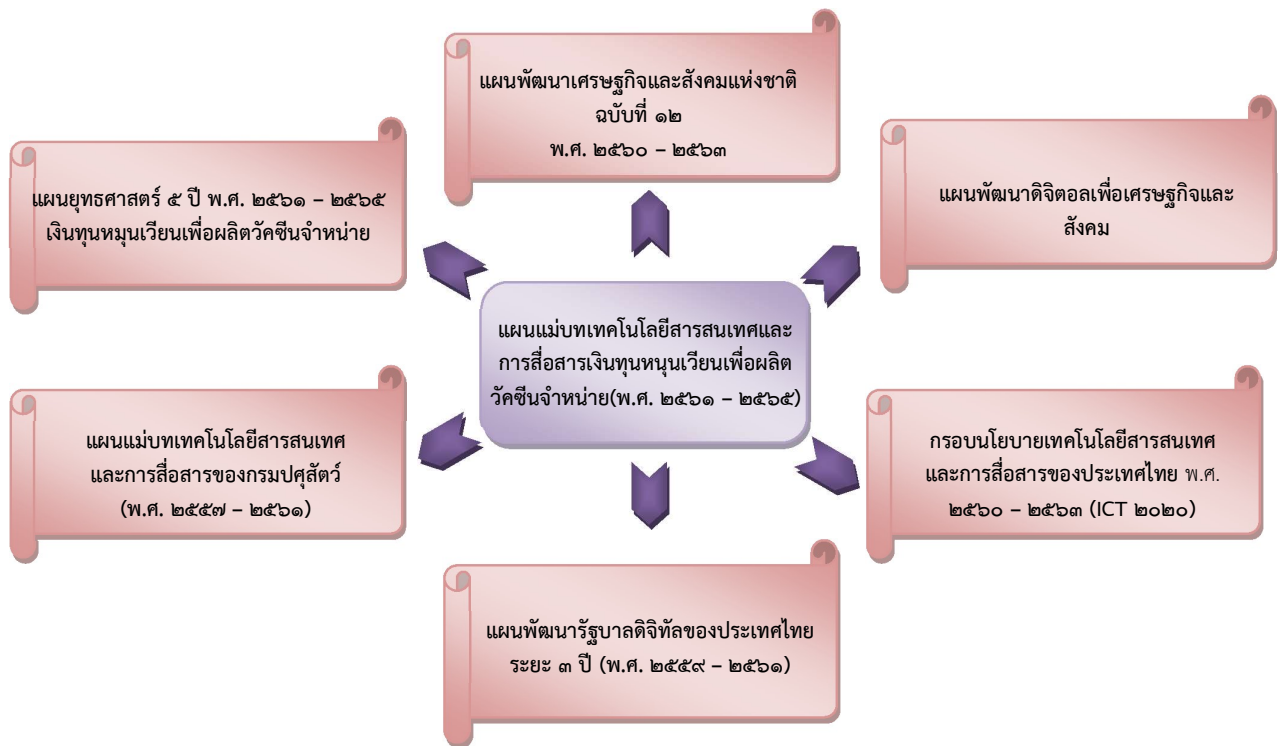 แผนพัฒนาเศรษฐกิจและสังคมแห่งชาติ
ฉบับที่ ๑๒
พ.ศ. ๒๕๖๐ – ๒๕๖๓
แผนยุทธศาสตร์ ๕ ปี พ.ศ. ๒๕๖๑ – ๒๕๖๕
เงินทุนหมุนเวียนเพื่อผลิตวัคซีนจำหน่าย
แผนพัฒนาดิจิตอลเพื่อเศรษฐกิจและ
สังคม
แผนแม่บทเทคโนโลยีสารสนเทศและ
การสื่อสารเงินทุนหนุนเวียนเพื่อผลิต
วัคซีนจำหน่าย(พ.ศ. ๒๕๖๑ – ๒๕๖๕)
แผนแม่บทเทคโนโลยีสารสนเทศ
และการสื่อสารของกรมปศุสัตว์
(พ.ศ. ๒๕๕๗ – ๒๕๖๑)
กรอบนโยบายเทคโนโลยีสารสนเทศ
และการสื่อสารของประเทศไทย พ.ศ.
๒๕๖๐ – ๒๕๖๓ (ICT ๒๐๒๐)
แผนพัฒนารัฐบาลดิจิทัลของประเทศไทย
ระยะ ๓ ปี (พ.ศ. ๒๕๕๙ – ๒๕๖๑)